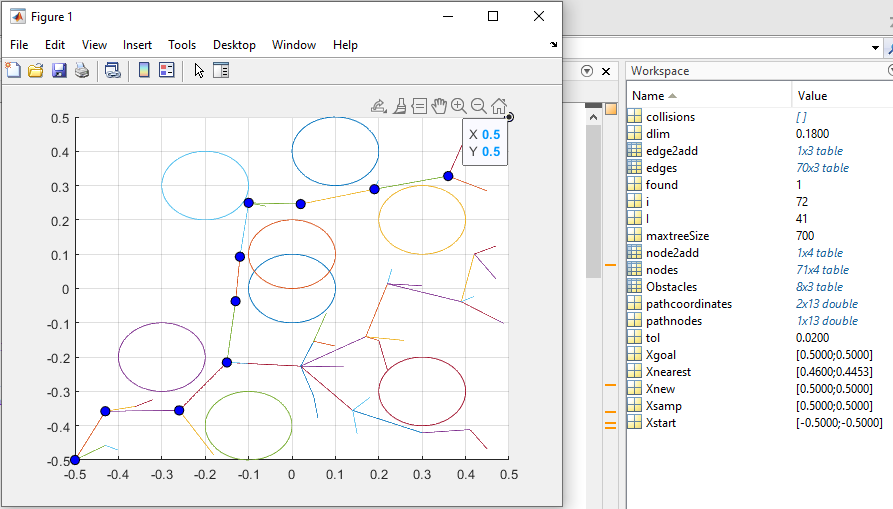 Figure 1
File Edit View Insert Tools Desktop Window Help
X 0.5
Y 0.5
0.5
0.4
0.3
0.2
0.1
0
-0.1
-0.2
-0.3
-0.4
-0.5
-0.5 -0.4 -0.3 -0.2 -0.1 0 0.1 0.2 0.3 0.4 0.5
Workspace
Name Value
collisions []
dlim 0.1800
edge2add 1x3 table
edges 70x3 table
found 1
i 72
l 41
maxtreeSize 700
node2add 1x4 table
nodes 71x4 table
Obstacles 8x3 table
pathcoordinates 2x13 double
pathnodes 1x13 double
tol 0.0200
Xgoal [0.5000;0.5000]
Xnearest [0.4600;0.4453]
Xnew [0.5000;0.5000]
Xsamp [0.5000;0.5000]
Xstart [-0.5000;-0.5000]